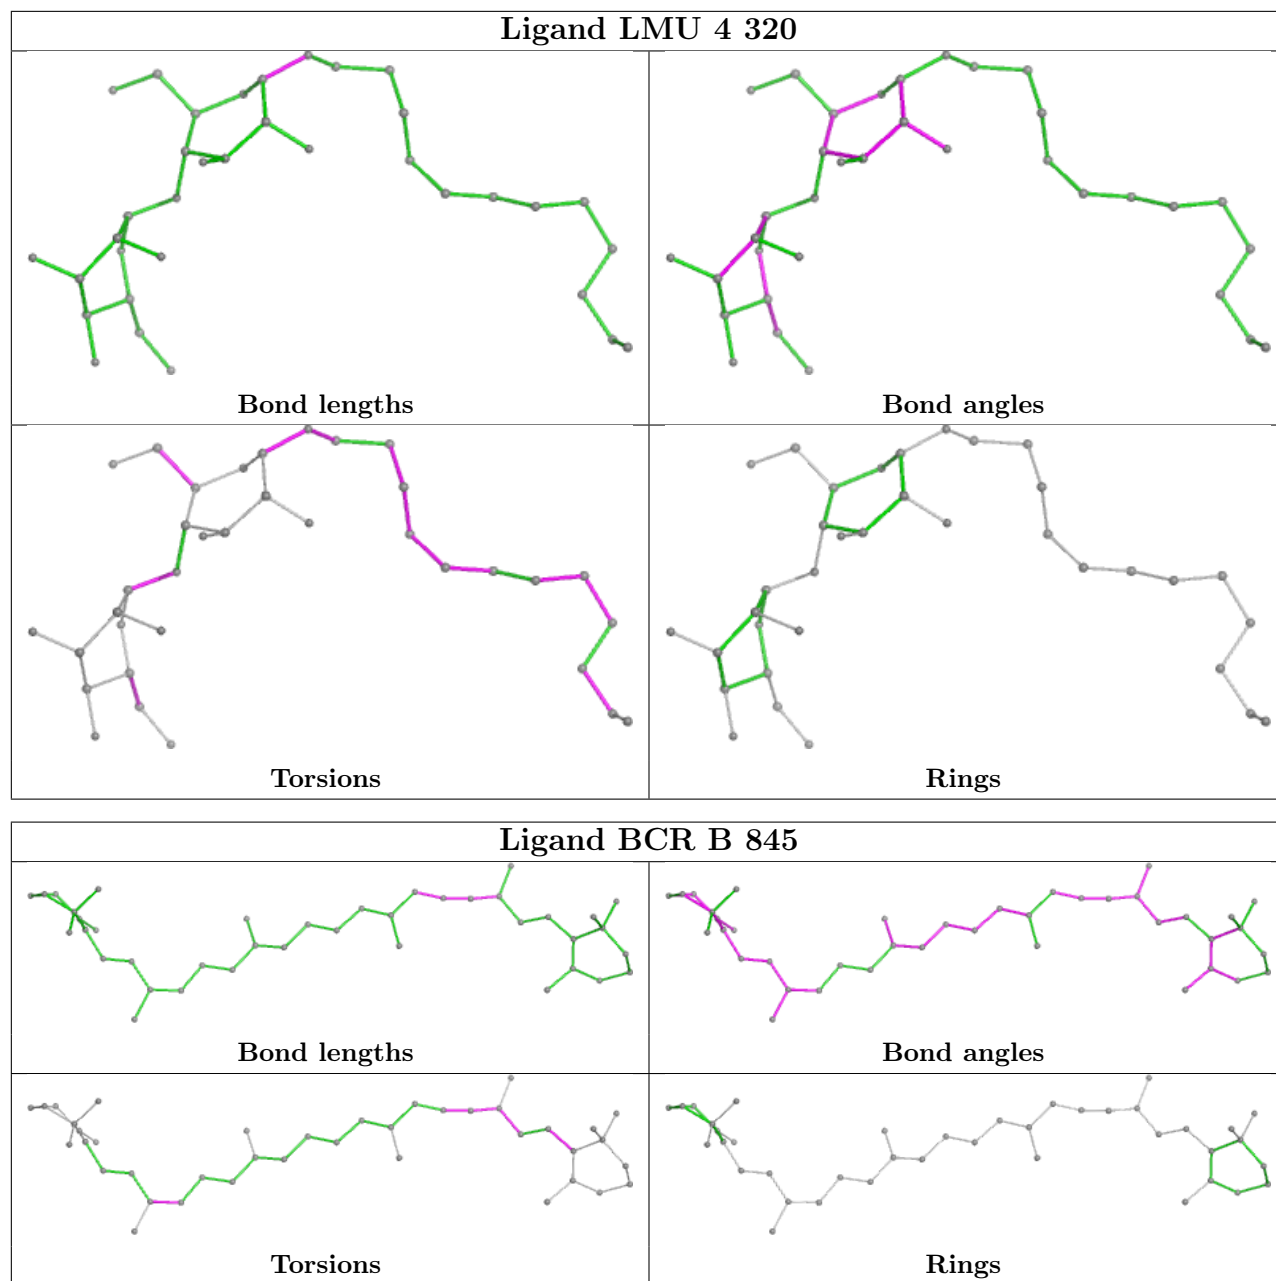 Ligand LMU 4 320
Bond lengths
Bond angles
Torsions
Rings
Ligand BCR B 845
Bond lengths
Bond angles
Torsions
Rings